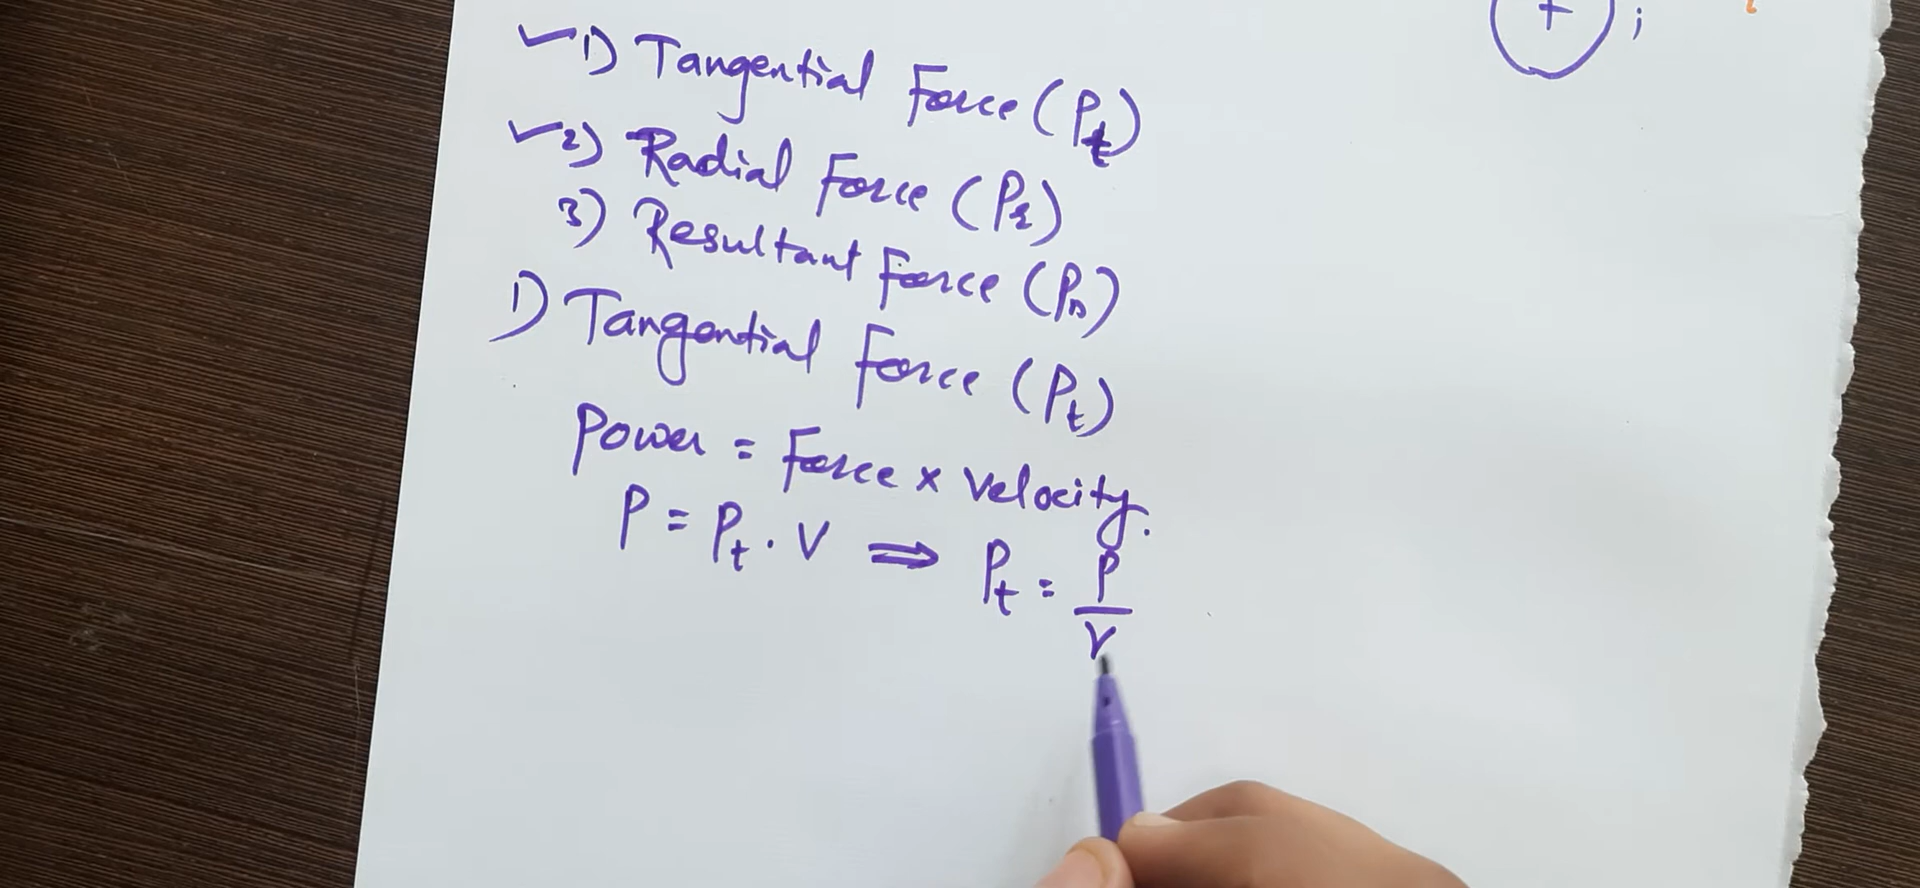 + ;
✓1) Tangential Force (Pt)
✓2) Radial Force (Pr)
3) Resultant Force (Pn)
1) Tangential Force (Pt)
Power = Force × Velocity.
P = Pt . V ⇒ Pt = P/V